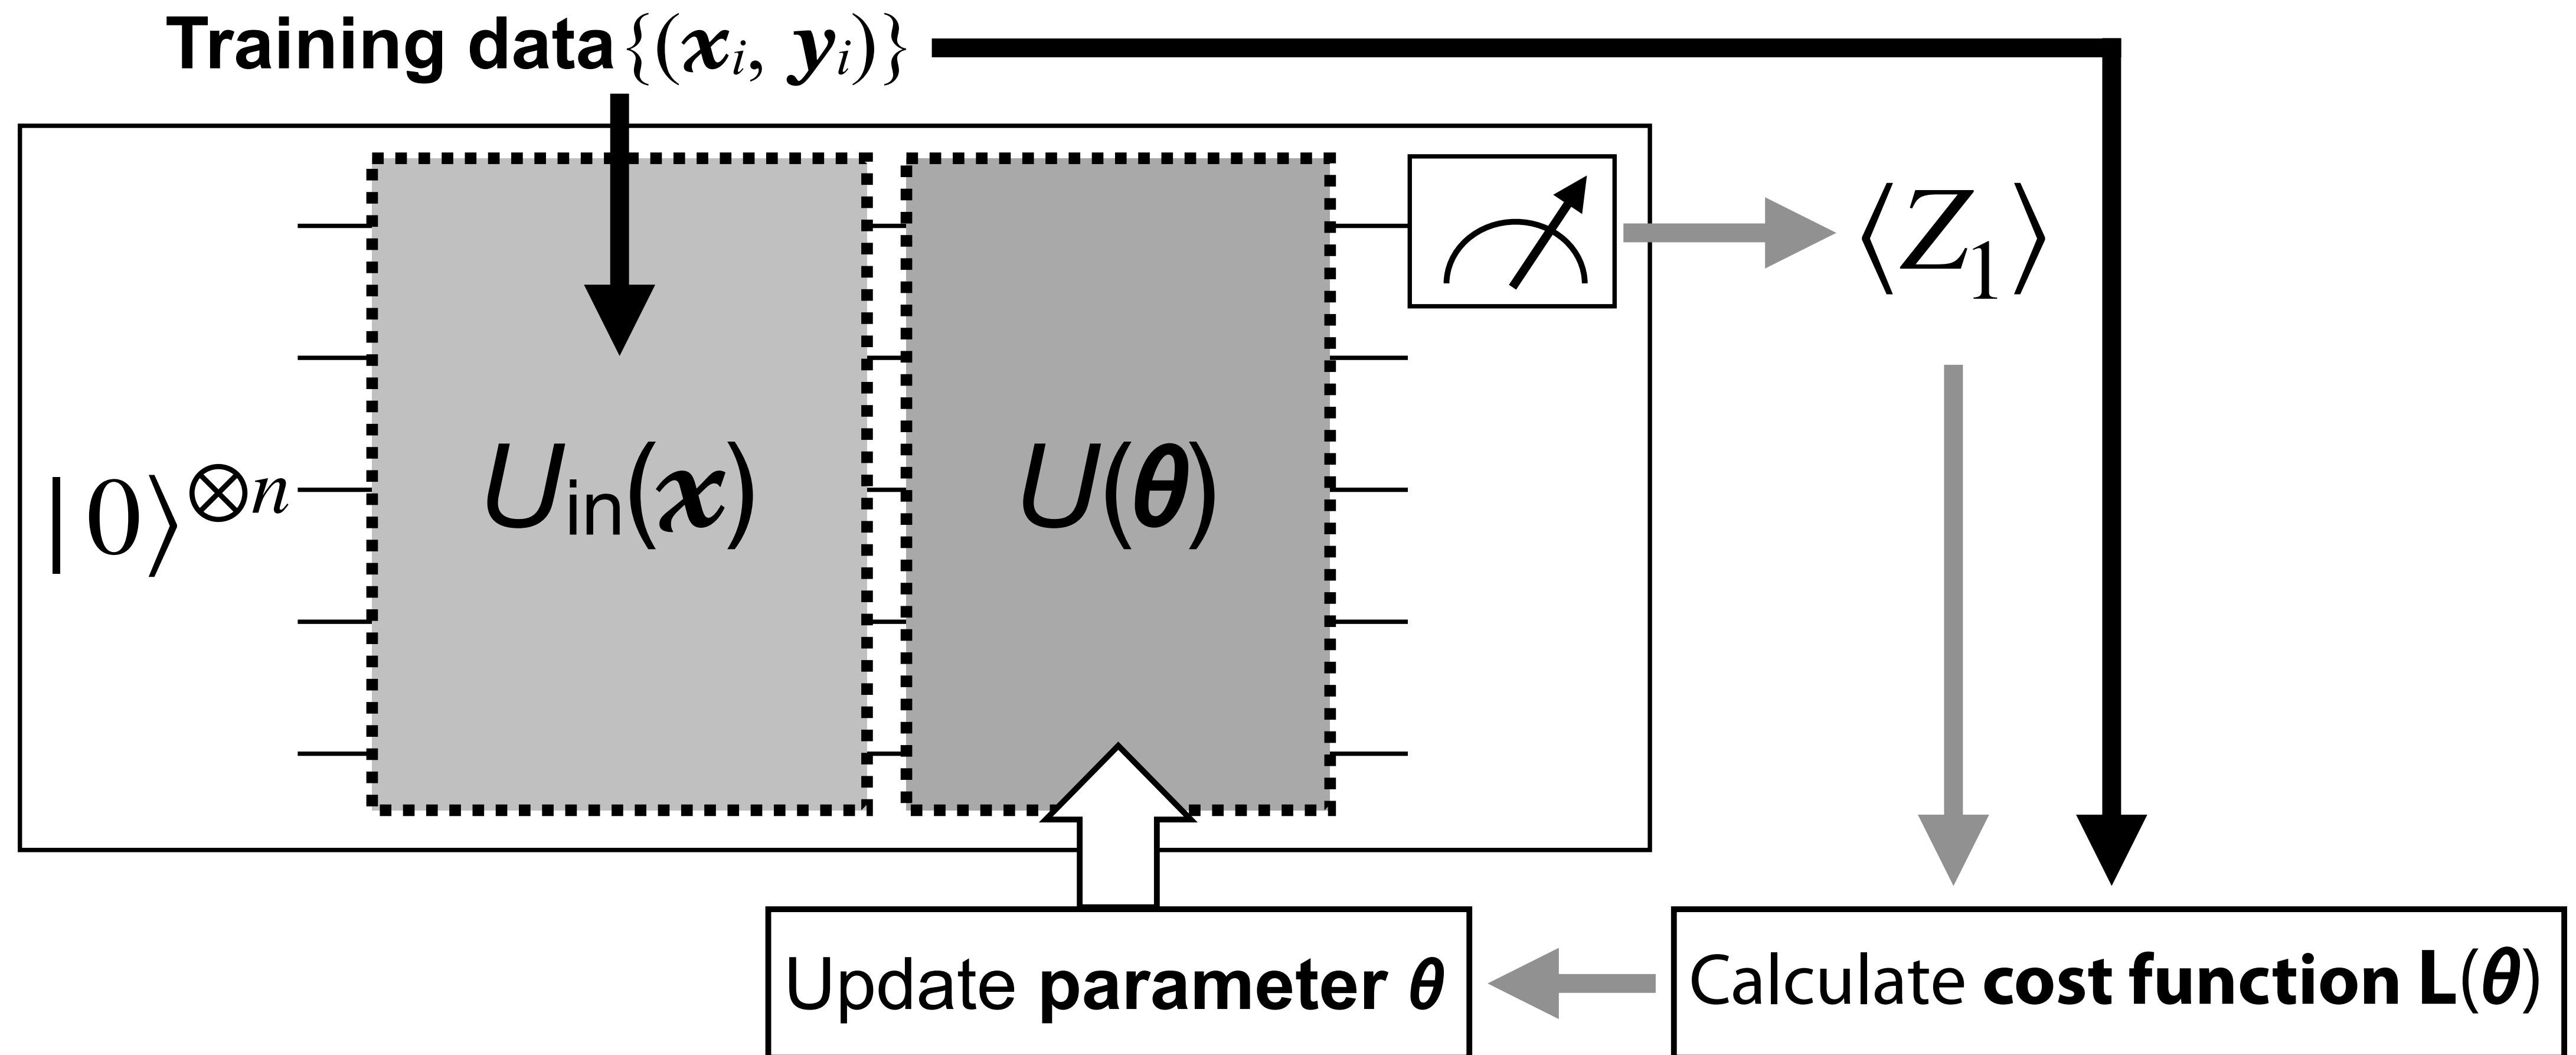 Training data {(xᵢ, yᵢ)}
⟨Z₁⟩
|0⟩⊗n
Uin(x)
U(θ)
Update parameter θ
Calculate cost function L(θ)